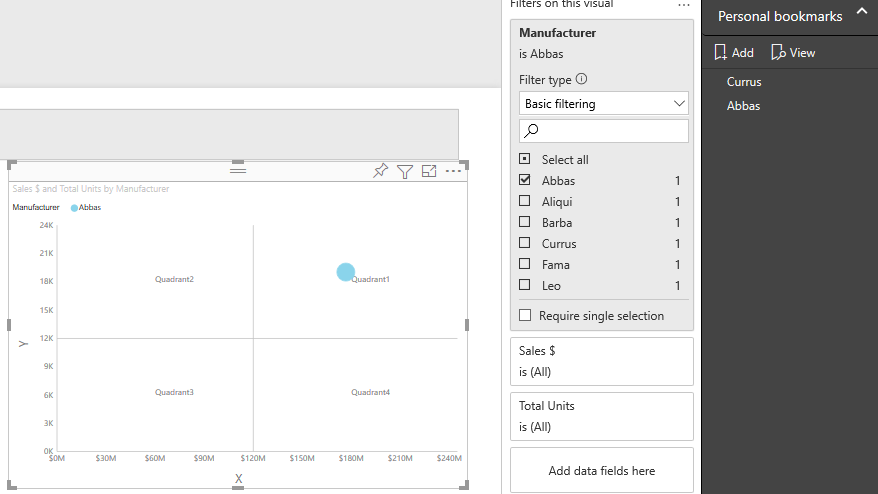 Filters on this visual
...
Manufacturer
is Abbas
Filter type
Basic filtering
Select all
Abbas 1
Aliqui 1
Barba 1
Currus 1
Fama 1
Leo 1
Require single selection
Sales $
is (All)
Total Units
is (All)
Add data fields here
Personal bookmarks
Add View
Currus
Abbas
Sales $ and Total Units by Manufacturer
Manufacturer Abbas
24K
21K
18K
15K
12K
9K
6K
3K
0K
Y
Quadrant2 Quadrant1
Quadrant3 Quadrant4
$0M $30M $60M $90M $120M $150M $180M $210M $240M
X